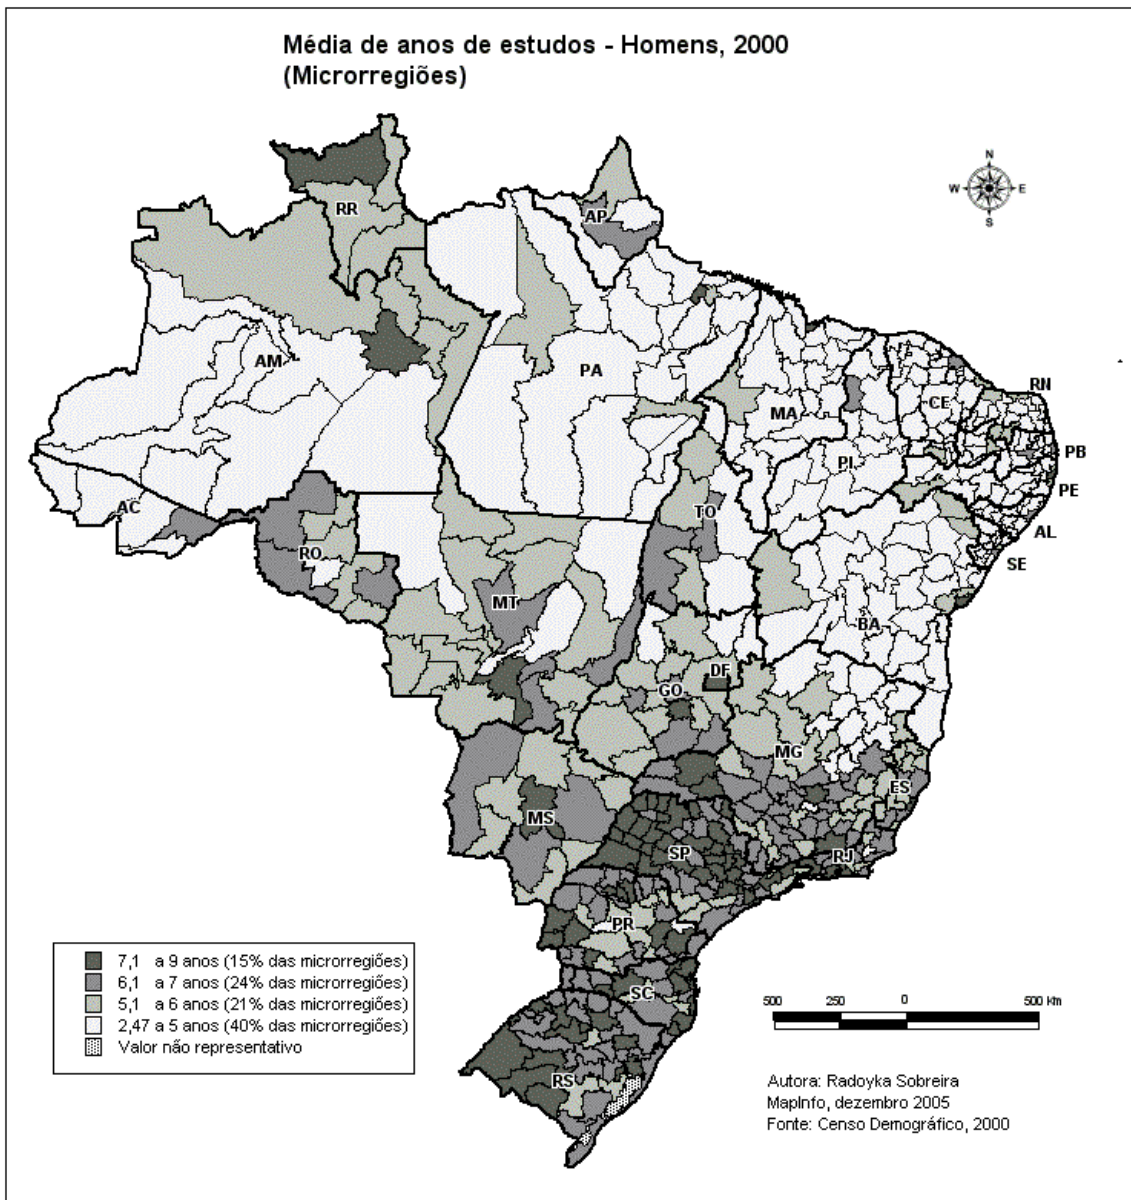 Média de anos de estudos - Homens, 2000
(Microrregiões)
N
W E
S
RR
AP
AM
PA
MA
CE
RN
PB
PI
PE
AC
TO
AL
RO
SE
MT
BA
DF
GO
MG
ES
MS
SP
RJ
PR
SC
RS
7,1 a 9 anos (15% das microrregiões)
6,1 a 7 anos (24% das microrregiões)
5,1 a 6 anos (21% das microrregiões)
2,47 a 5 anos (40% das microrregiões)
Valor não representativo
500 250 0 500 km
Autora: Radoyka Sobreira
MapInfo, dezembro 2005
Fonte: Censo Demográfico, 2000